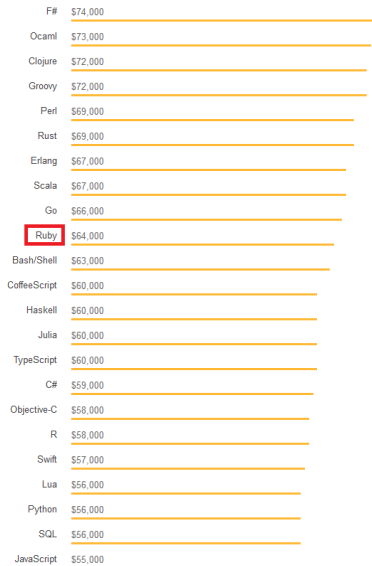 F# $74,000
Ocaml $73,000
Clojure $72,000
Groovy $72,000
Perl $69,000
Rust $69,000
Erlang $67,000
Scala $67,000
Go $66,000
Ruby $64,000
Bash/Shell $63,000
CoffeeScript $60,000
Haskell $60,000
Julia $60,000
TypeScript $60,000
C# $59,000
Objective-C $58,000
R $58,000
Swift $57,000
Lua $56,000
Python $56,000
SQL $56,000
JavaScript $55,000